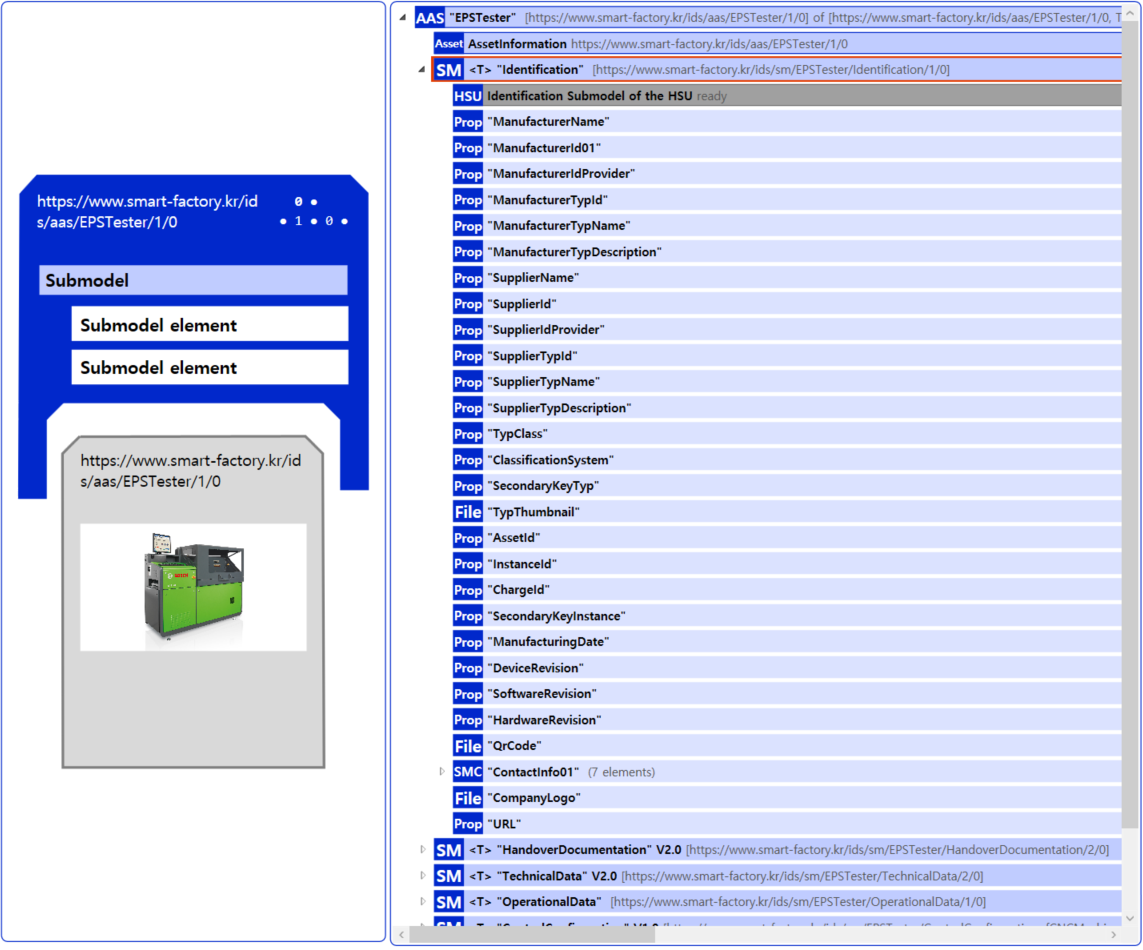 https://www.smart-factory.kr/id
s/aas/EPSTester/1/0
0 ●
● 1 ● 0 ●
Submodel
Submodel element
Submodel element
https://www.smart-factory.kr/id
s/aas/EPSTester/1/0
BOSCH
AAS "EPSTester" [https://www.smart-factory.kr/ids/aas/EPSTester/1/0] of [https://www.smart-factory.kr/ids/aas/EPSTester/1/0, T
Asset AssetInformation https://www.smart-factory.kr/ids/aas/EPSTester/1/0
SM <T> "Identification" [https://www.smart-factory.kr/ids/sm/EPSTester/Identification/1/0]
HSU Identification Submodel of the HSU ready
Prop "ManufacturerName"
Prop "ManufacturerId01"
Prop "ManufacturerIdProvider"
Prop "ManufacturerTypId"
Prop "ManufacturerTypName"
Prop "ManufacturerTypDescription"
Prop "SupplierName"
Prop "SupplierId"
Prop "SupplierIdProvider"
Prop "SupplierTypId"
Prop "SupplierTypName"
Prop "SupplierTypDescription"
Prop "TypClass"
Prop "ClassificationSystem"
Prop "SecondaryKeyTyp"
File "TypThumbnail"
Prop "AssetId"
Prop "InstanceId"
Prop "ChargeId"
Prop "SecondaryKeyInstance"
Prop "ManufacturingDate"
Prop "DeviceRevision"
Prop "SoftwareRevision"
Prop "HardwareRevision"
File "QrCode"
SMC "ContactInfo01" (7 elements)
File "CompanyLogo"
Prop "URL"
SM <T> "HandoverDocumentation" V2.0 [https://www.smart-factory.kr/ids/sm/EPSTester/HandoverDocumentation/2/0]
SM <T> "TechnicalData" V2.0 [https://www.smart-factory.kr/ids/sm/EPSTester/TechnicalData/2/0]
SM <T> "OperationalData" [https://www.smart-factory.kr/ids/sm/EPSTester/OperationalData/1/0]